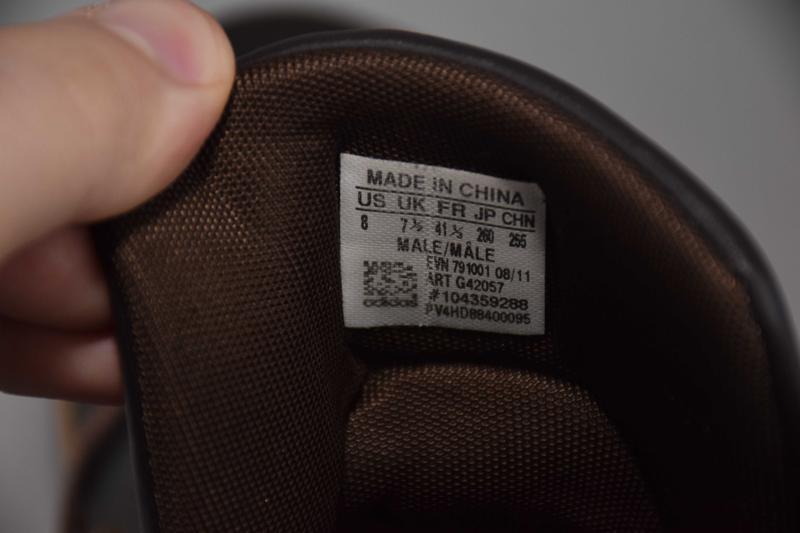 MADE IN CHINA
US UK FR JP CHN
8 7½ 41⅓ 260 255
MALE/MÂLE
EVN 791001 08/11
ART G42057
#104359288
PV4HD88400095
adidas